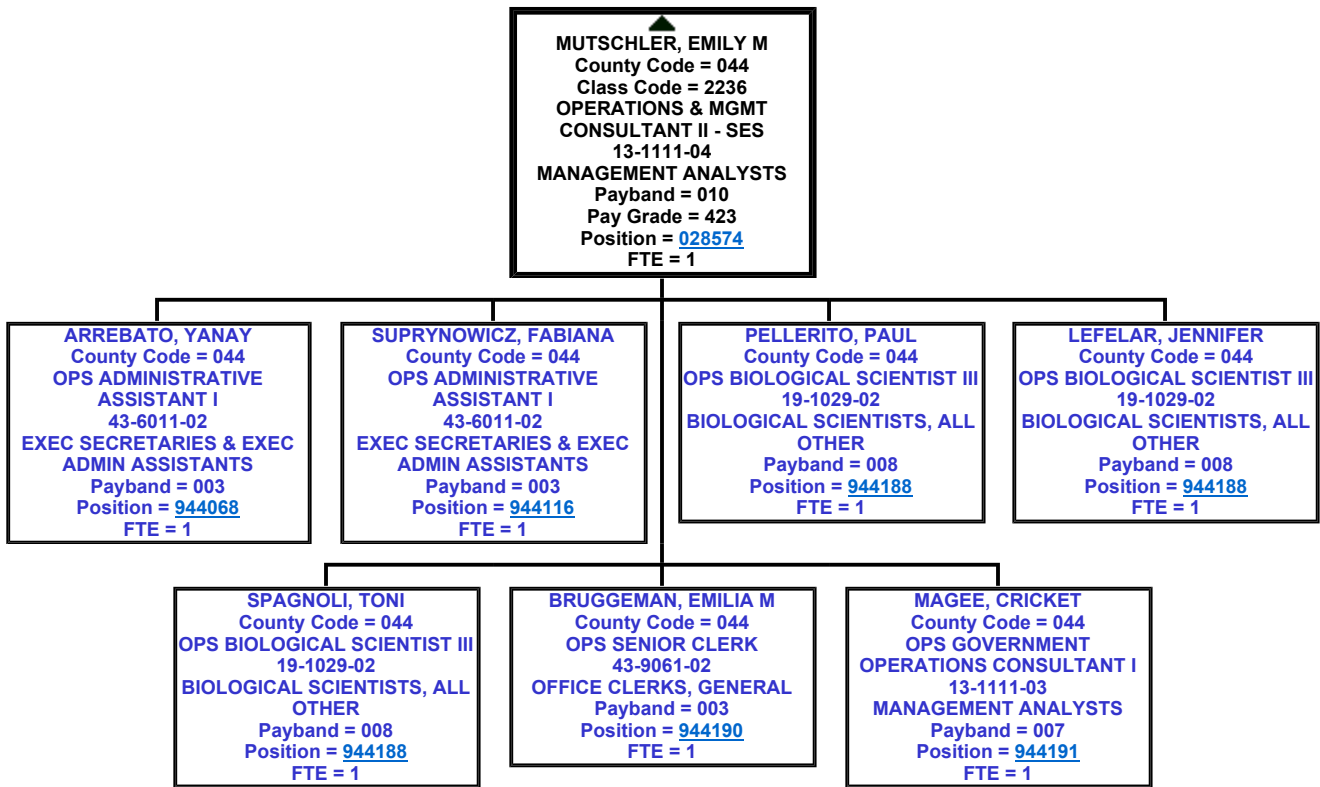 MUTSCHLER, EMILY M
County Code = 044
Class Code = 2236
OPERATIONS & MGMT
CONSULTANT II - SES
13-1111-04
MANAGEMENT ANALYSTS
Payband = 010
Pay Grade = 423
Position = 028574
FTE = 1
ARREBATO, YANAY
County Code = 044
OPS ADMINISTRATIVE
ASSISTANT I
43-6011-02
EXEC SECRETARIES & EXEC
ADMIN ASSISTANTS
Payband = 003
Position = 944068
FTE = 1
SUPRYNOWICZ, FABIANA
County Code = 044
OPS ADMINISTRATIVE
ASSISTANT I
43-6011-02
EXEC SECRETARIES & EXEC
ADMIN ASSISTANTS
Payband = 003
Position = 944116
FTE = 1
PELLERITO, PAUL
County Code = 044
OPS BIOLOGICAL SCIENTIST III
19-1029-02
BIOLOGICAL SCIENTISTS, ALL
OTHER
Payband = 008
Position = 944188
FTE = 1
LEFELAR, JENNIFER
County Code = 044
OPS BIOLOGICAL SCIENTIST III
19-1029-02
BIOLOGICAL SCIENTISTS, ALL
OTHER
Payband = 008
Position = 944188
FTE = 1
SPAGNOLI, TONI
County Code = 044
OPS BIOLOGICAL SCIENTIST III
19-1029-02
BIOLOGICAL SCIENTISTS, ALL
OTHER
Payband = 008
Position = 944188
FTE = 1
BRUGGEMAN, EMILIA M
County Code = 044
OPS SENIOR CLERK
43-9061-02
OFFICE CLERKS, GENERAL
Payband = 003
Position = 944190
FTE = 1
MAGEE, CRICKET
County Code = 044
OPS GOVERNMENT
OPERATIONS CONSULTANT I
13-1111-03
MANAGEMENT ANALYSTS
Payband = 007
Position = 944191
FTE = 1